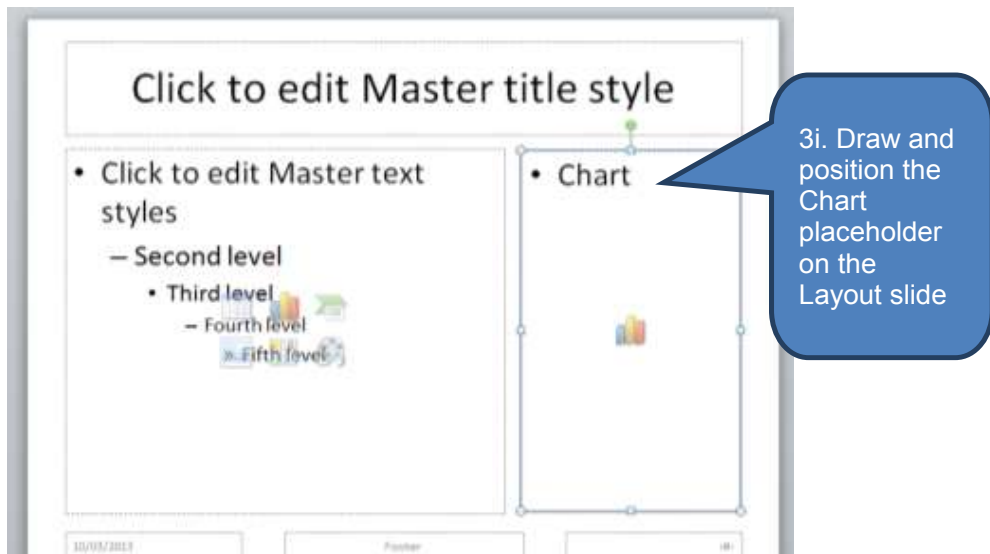 Click to edit Master title style
• Click to edit Master text
styles
– Second level
• Third level
– Fourth level
» Fifth level
• Chart
3i. Draw and
position the
Chart
placeholder
on the
Layout slide
10/03/2013
Footer
‹#›